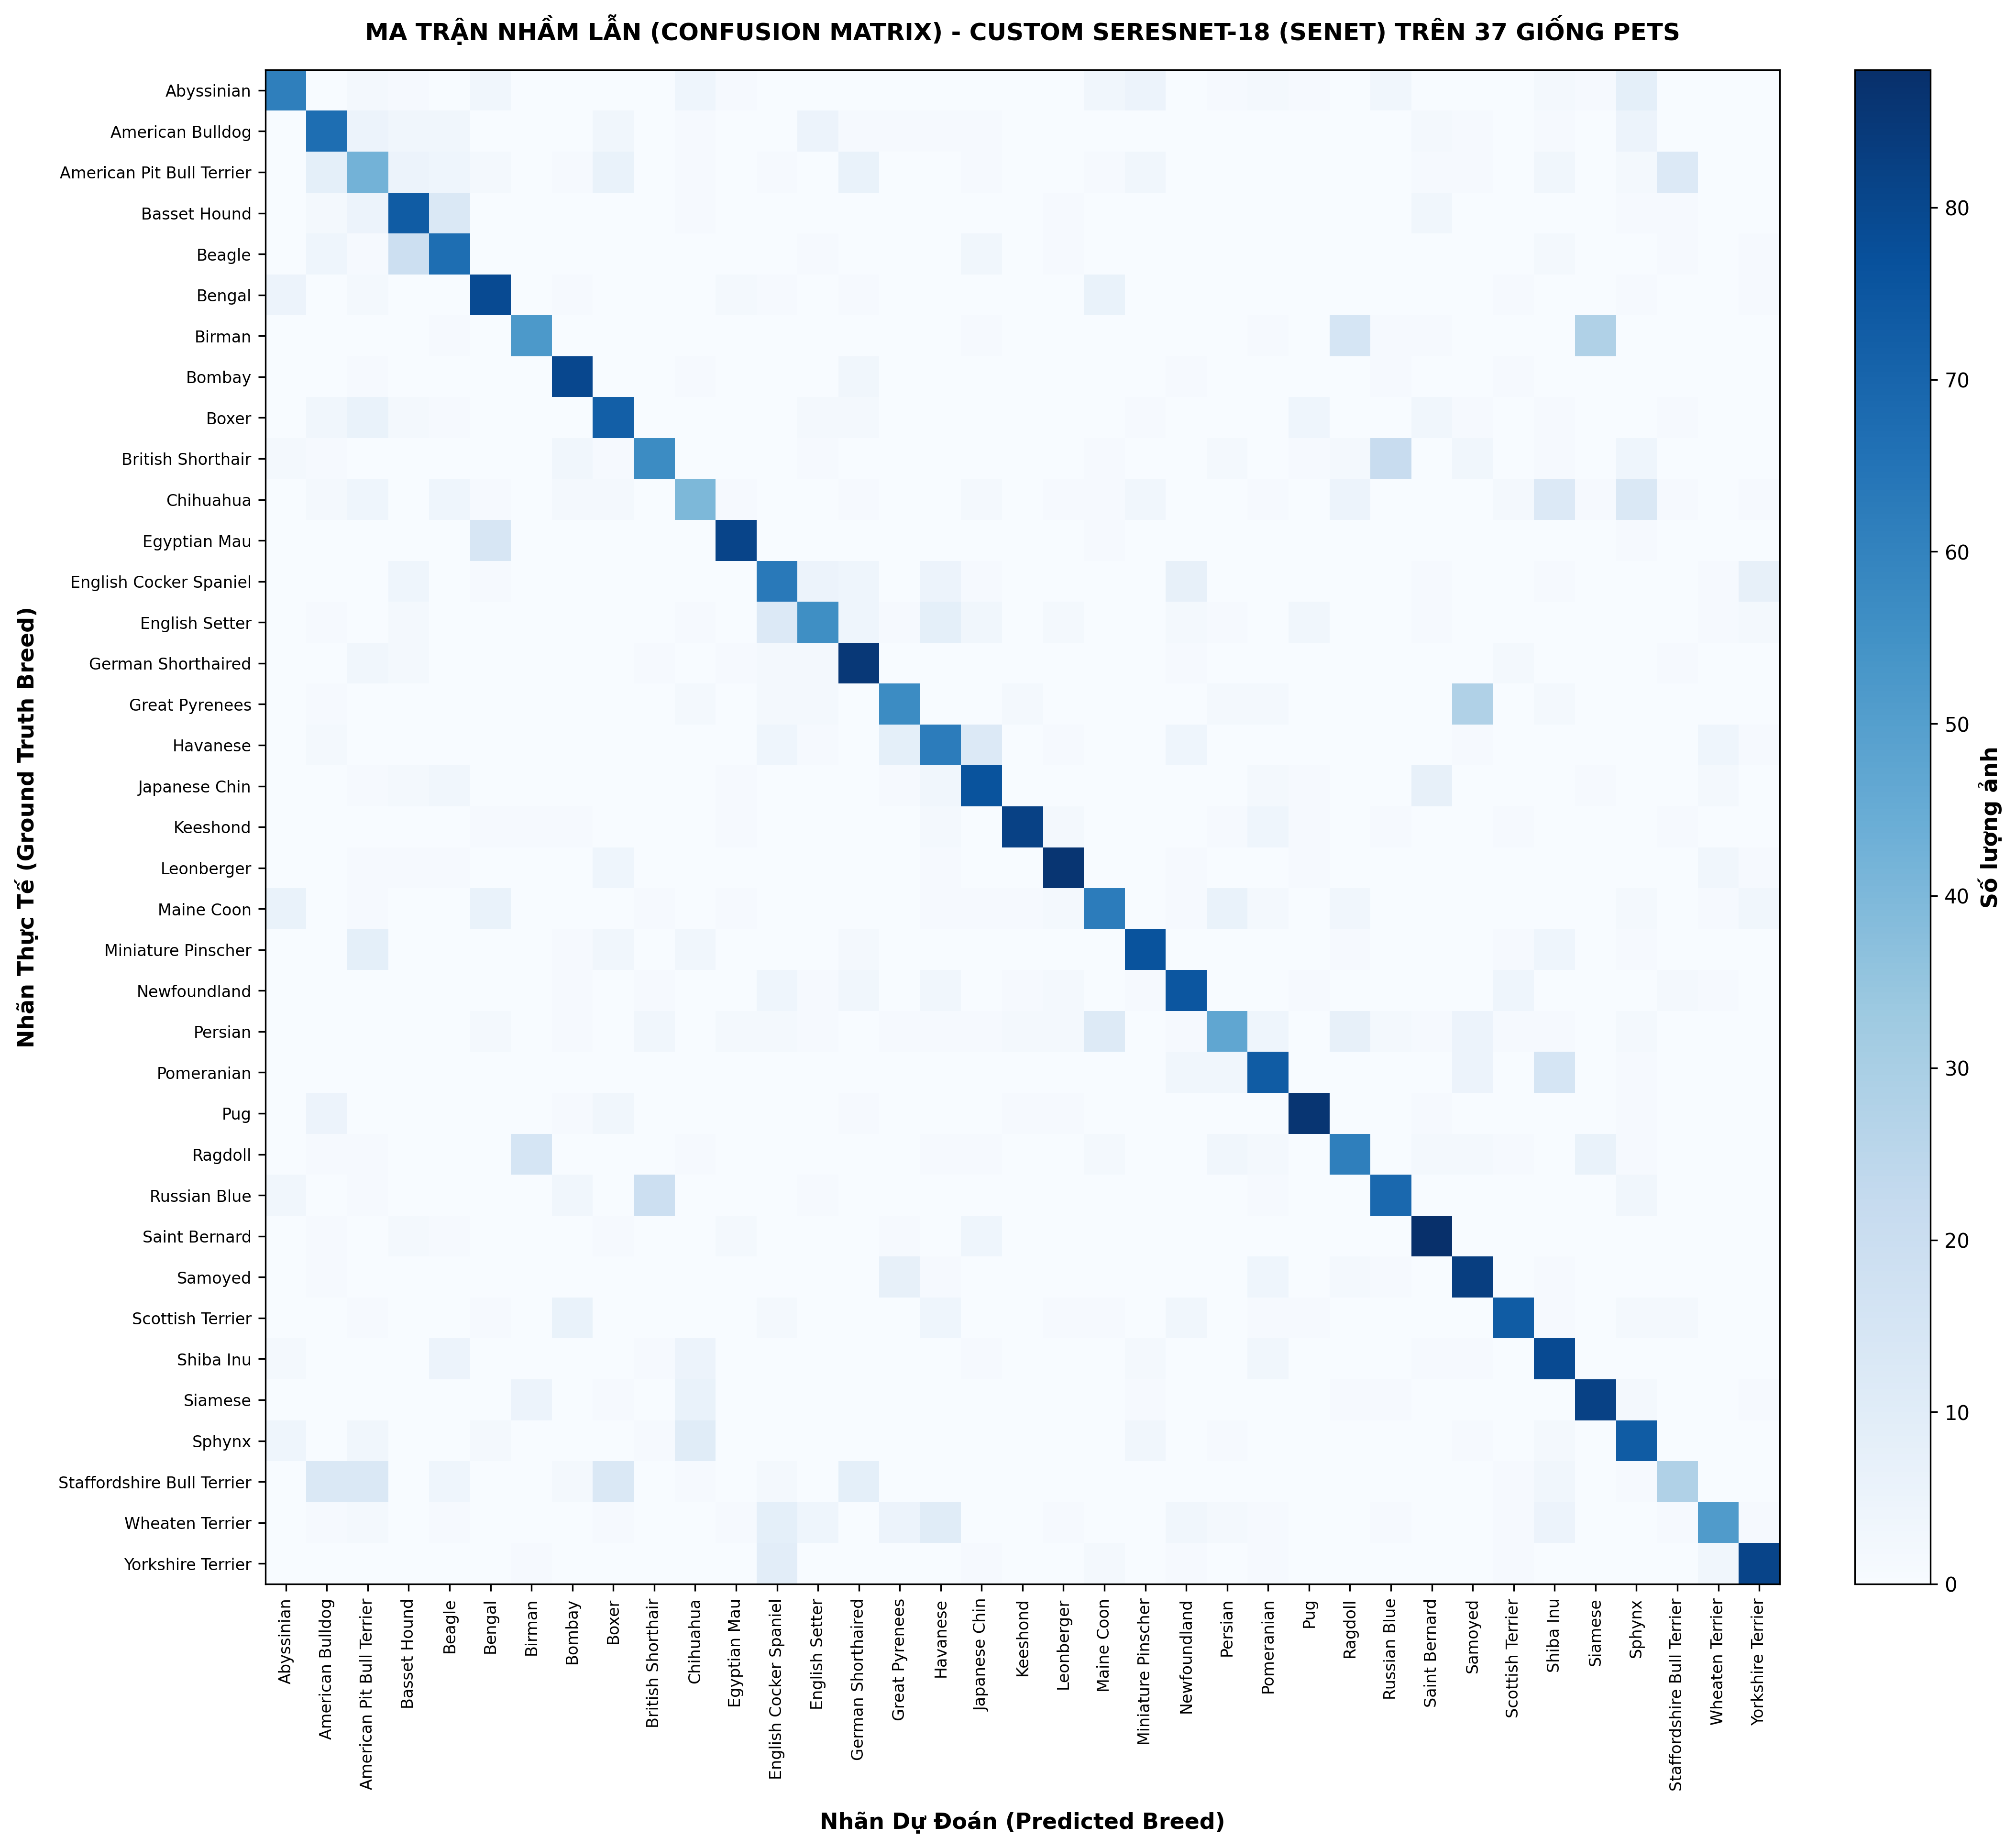 MA TRẬN NHẦM LẪN (CONFUSION MATRIX) - CUSTOM SERESNET-18 (SENET) TRÊN 37 GIỐNG PETS
Nhãn Thực Tế (Ground Truth Breed)
Abyssinian
American Bulldog
American Pit Bull Terrier
Basset Hound
Beagle
Bengal
Birman
Bombay
Boxer
British Shorthair
Chihuahua
Egyptian Mau
English Cocker Spaniel
English Setter
German Shorthaired
Great Pyrenees
Havanese
Japanese Chin
Keeshond
Leonberger
Maine Coon
Miniature Pinscher
Newfoundland
Persian
Pomeranian
Pug
Ragdoll
Russian Blue
Saint Bernard
Samoyed
Scottish Terrier
Shiba Inu
Siamese
Sphynx
Staffordshire Bull Terrier
Wheaten Terrier
Yorkshire Terrier
Abyssinian
American Bulldog
American Pit Bull Terrier
Basset Hound
Beagle
Bengal
Birman
Bombay
Boxer
British Shorthair
Chihuahua
Egyptian Mau
English Cocker Spaniel
English Setter
German Shorthaired
Great Pyrenees
Havanese
Japanese Chin
Keeshond
Leonberger
Maine Coon
Miniature Pinscher
Newfoundland
Persian
Pomeranian
Pug
Ragdoll
Russian Blue
Saint Bernard
Samoyed
Scottish Terrier
Shiba Inu
Siamese
Sphynx
Staffordshire Bull Terrier
Wheaten Terrier
Yorkshire Terrier
Nhãn Dự Đoán (Predicted Breed)
80
70
60
50
40
30
20
10
0
Số lượng ảnh